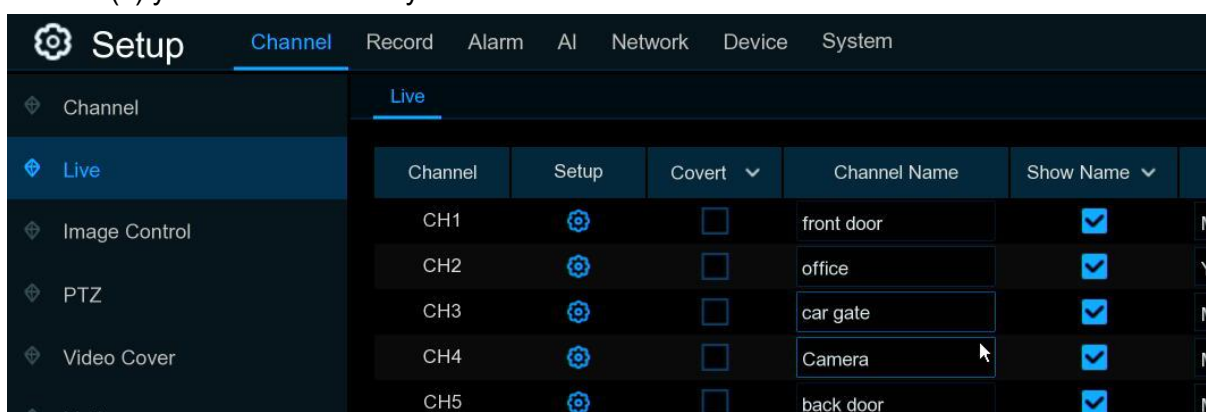 Setup Channel Record Alarm AI Network Device System
Channel
Live
Live
Channel Setup Covert Channel Name Show Name
Image Control
CH1 front door
CH2 office
PTZ
CH3 car gate
Video Cover
CH4 Camera
CH5 back door